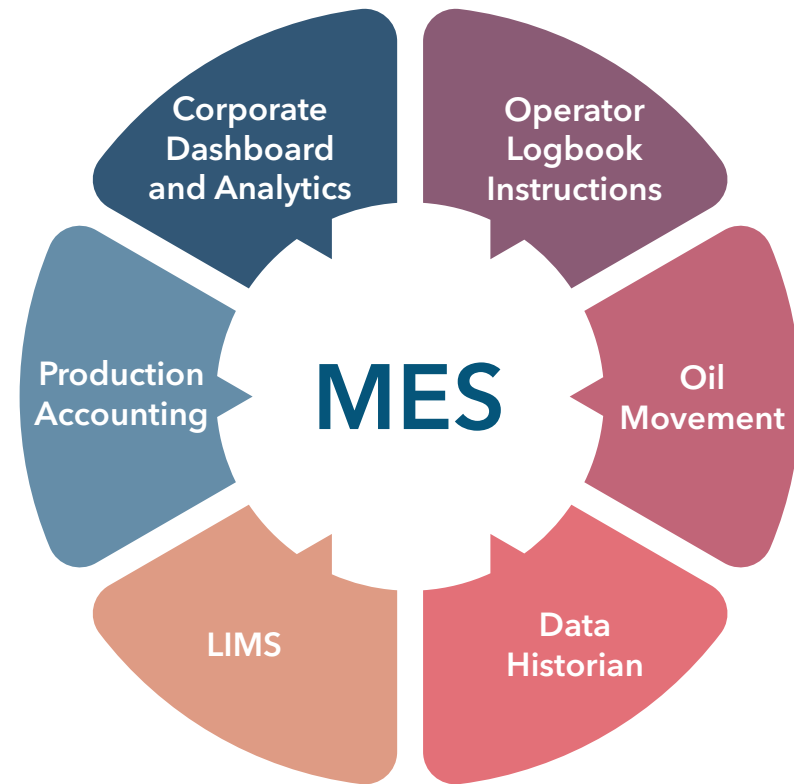 Corporate
Dashboard
and Analytics
Operator
Logbook
Instructions
Production
Accounting
MES
Oil
Movement
LIMS
Data
Historian